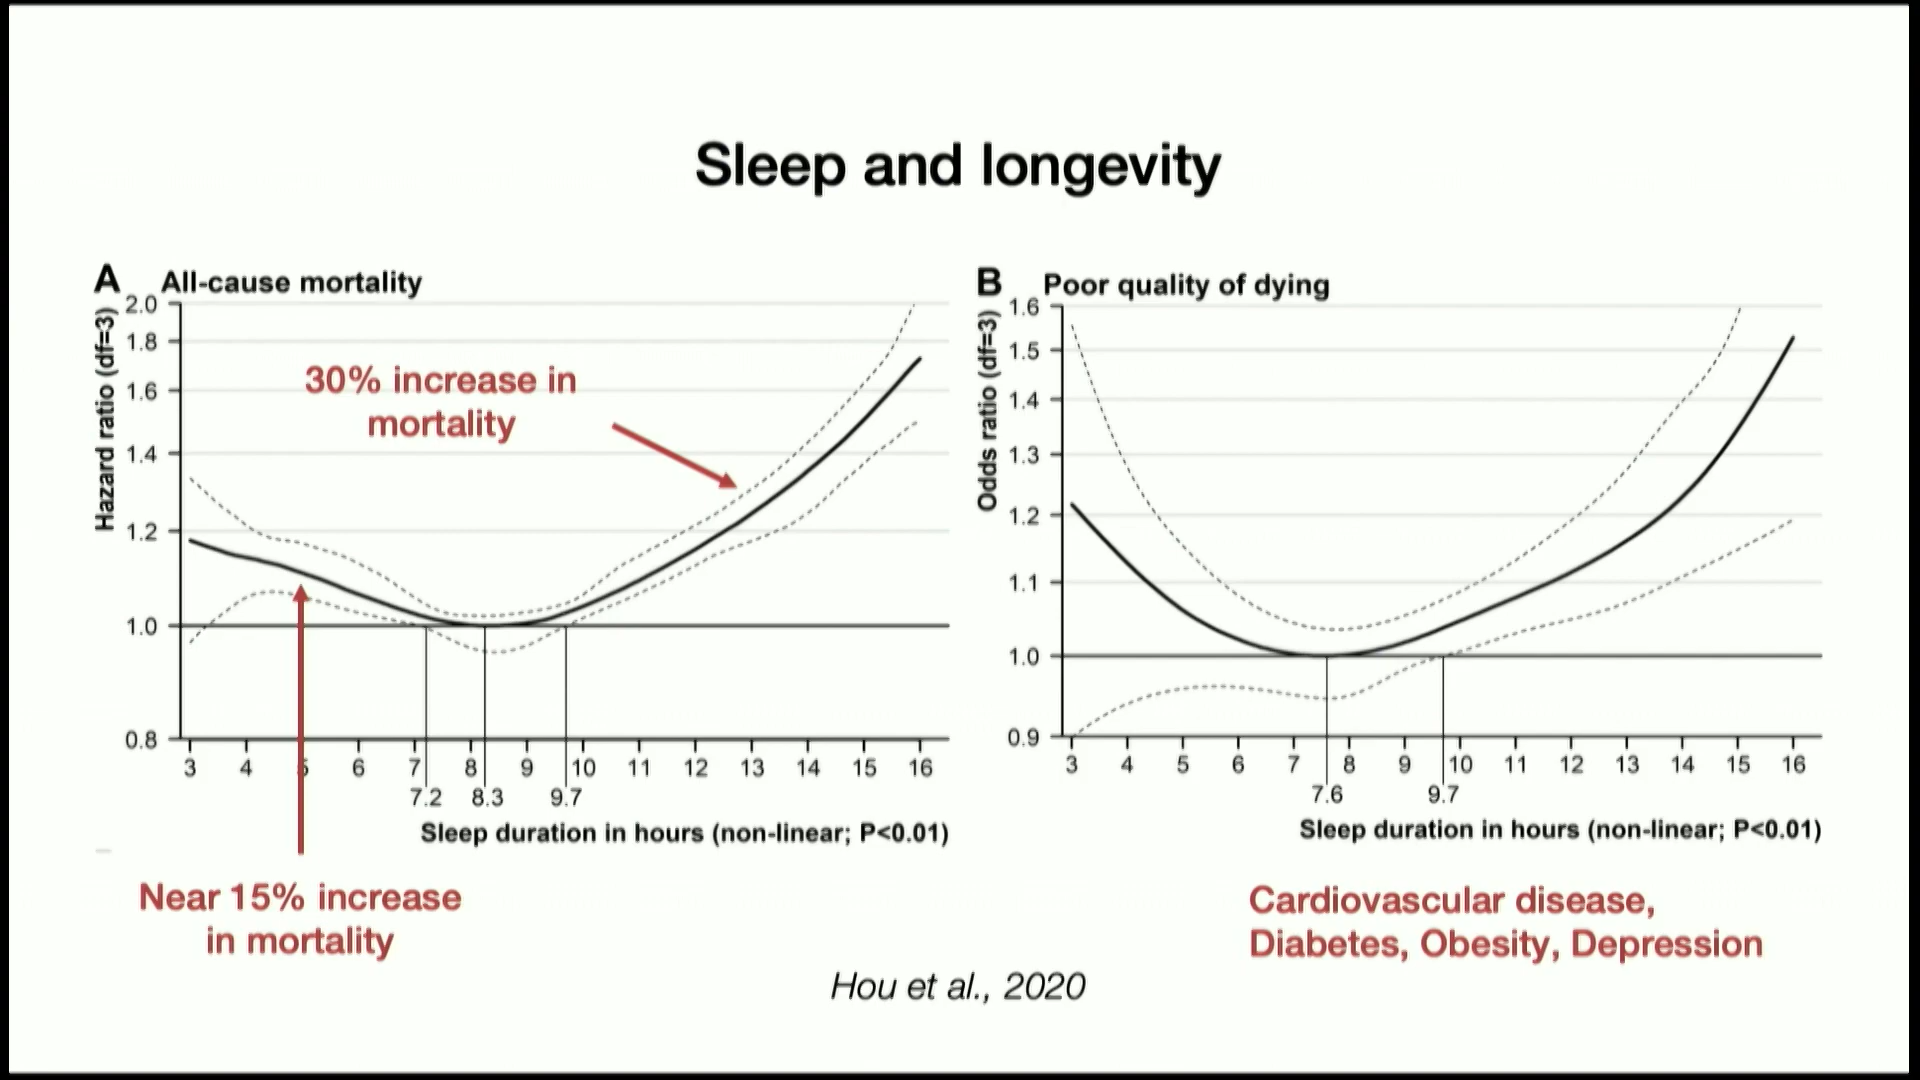 Sleep and longevity
A All-cause mortality
Hazard ratio (df=3)
2.0
1.8
1.6
1.4
1.2
1.0
0.8
30% increase in
mortality
3 4 5 6 7 8 9 10 11 12 13 14 15 16
7.2 8.3 9.7
Sleep duration in hours (non-linear; P<0.01)
Near 15% increase
in mortality
B Poor quality of dying
Odds ratio (df=3)
1.6
1.5
1.4
1.3
1.2
1.1
1.0
0.9
3 4 5 6 7 8 9 10 11 12 13 14 15 16
7.6 9.7
Sleep duration in hours (non-linear; P<0.01)
Cardiovascular disease,
Diabetes, Obesity, Depression
Hou et al., 2020